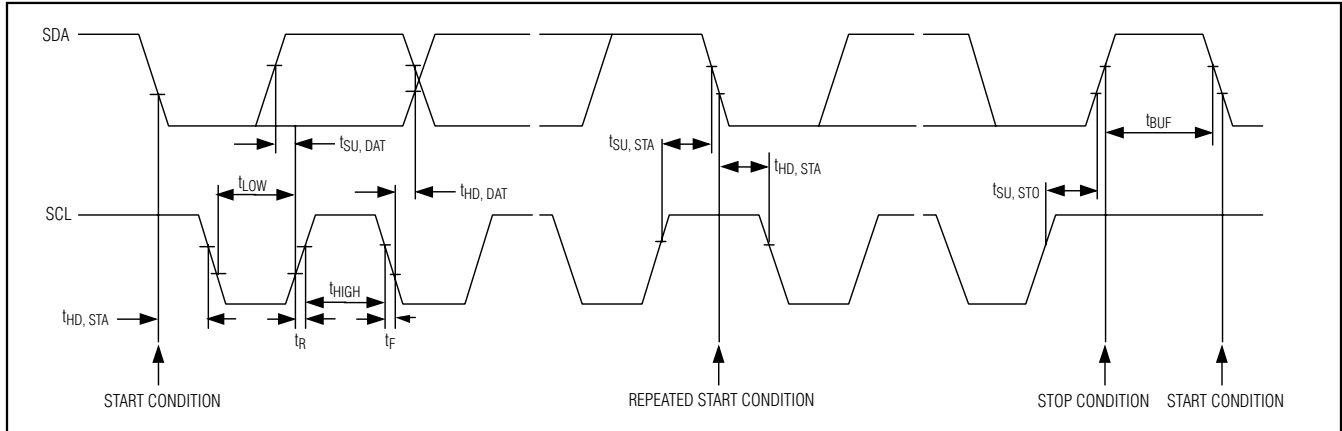 SDA
tSU, DAT
tSU, STA
tBUF
tHD, STA
tLOW
tHD, DAT
tSU, STO
SCL
tHIGH
tHD, STA
tR
tF
START CONDITION
REPEATED START CONDITION
STOP CONDITION
START CONDITION